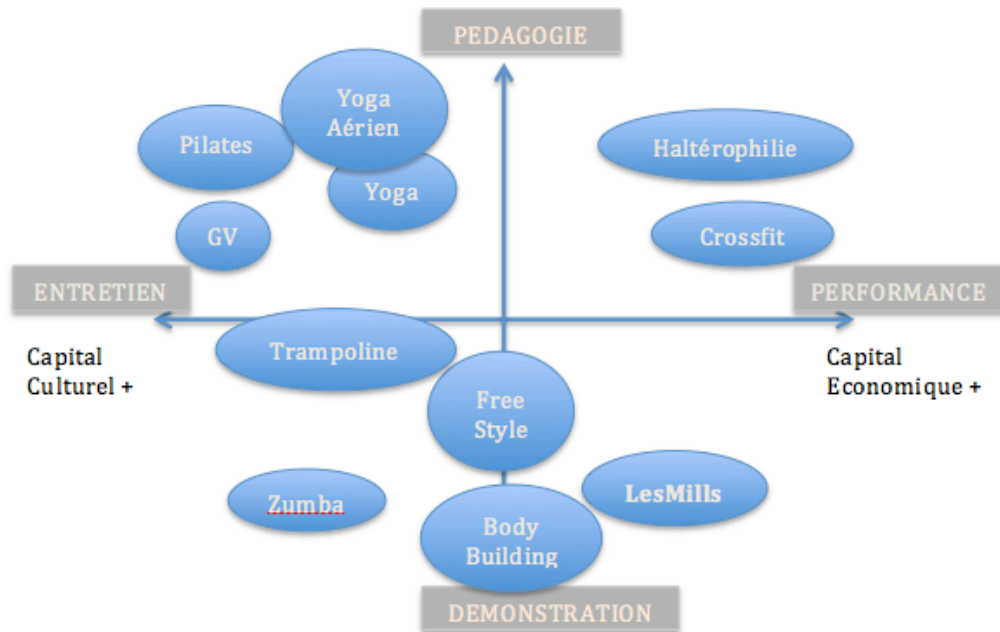 PEDAGOGIE
Yoga
Aérien
Pilates
Haltérophilie
Yoga
GV
Crossfit
ENTRETIEN
PERFORMANCE
Capital
Culturel +
Trampoline
Capital
Economique +
Free
Style
Zumba
LesMills
Body
Building
DEMONSTRATION